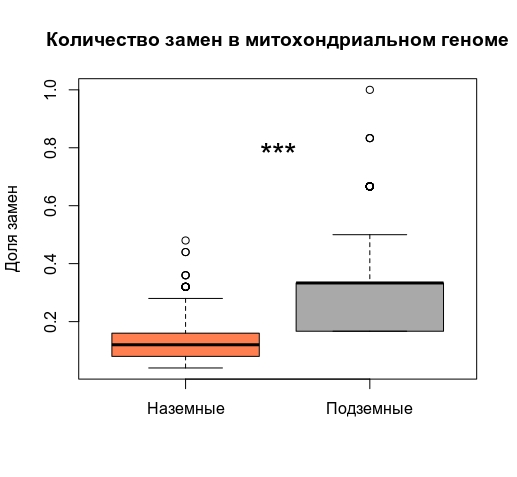 Количество замен в митохондриальном геноме
1.0
0.8
0.6
0.4
0.2
Доля замен
***
Наземные
Подземные